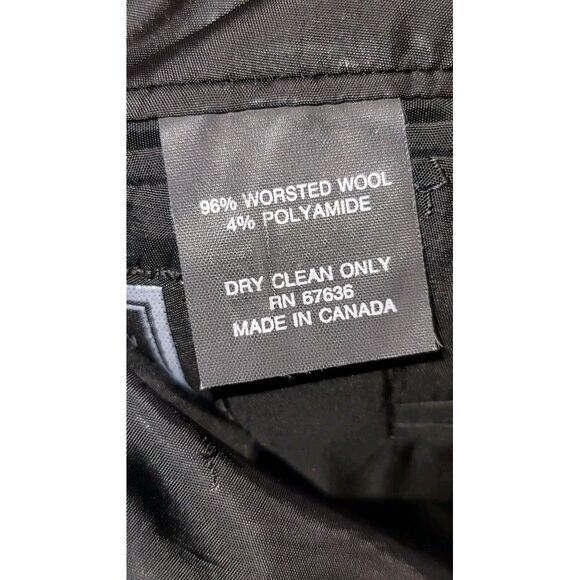 96% WORSTED WOOL
4% POLYAMIDE
DRY CLEAN ONLY
RN 67636
MADE IN CANADA